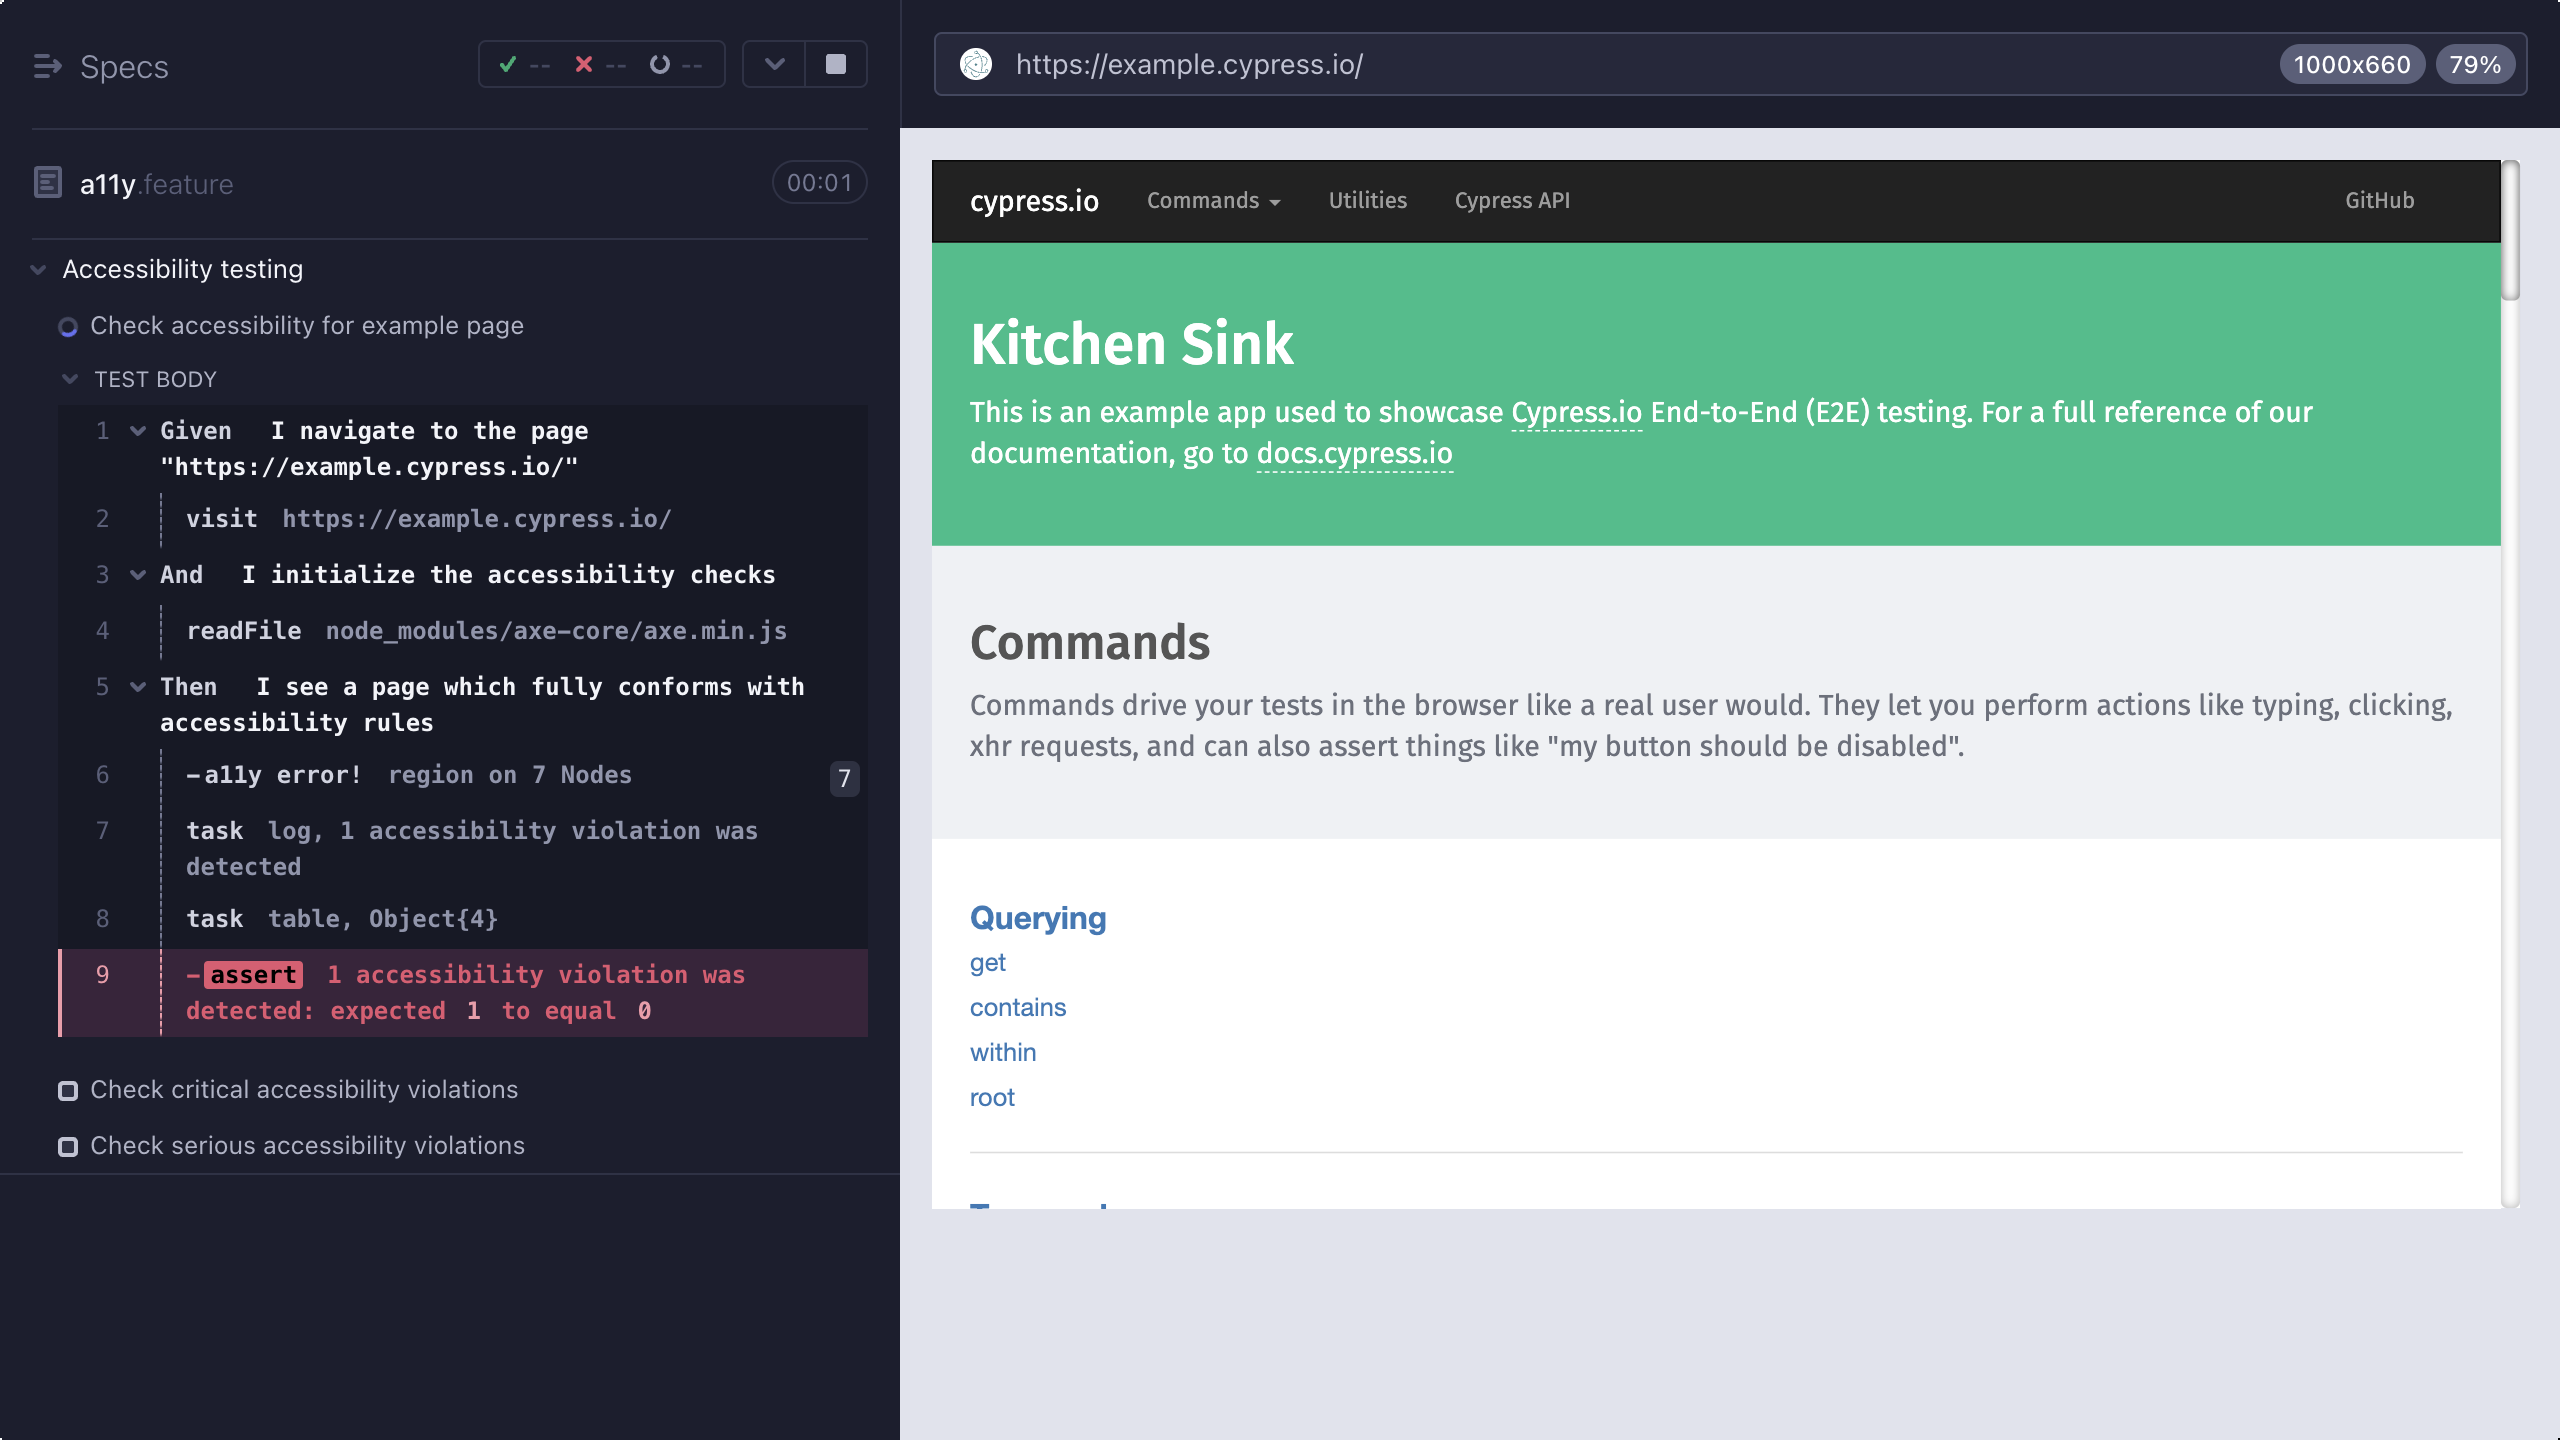 Specs
-- -- --
a11y.feature
00:01
Accessibility testing
Check accessibility for example page
TEST BODY
1 Given I navigate to the page
"https://example.cypress.io/"
2 visit https://example.cypress.io/
3 And I initialize the accessibility checks
4 readFile node_modules/axe-core/axe.min.js
5 Then I see a page which fully conforms with
accessibility rules
6 -a11y error! region on 7 Nodes 7
7 task log, 1 accessibility violation was
detected
8 task table, Object{4}
9 -assert 1 accessibility violation was
detected: expected 1 to equal 0
Check critical accessibility violations
Check serious accessibility violations
https://example.cypress.io/
1000x660 79%
cypress.io Commands Utilities Cypress API GitHub
Kitchen Sink
This is an example app used to showcase Cypress.io End-to-End (E2E) testing. For a full reference of our
documentation, go to docs.cypress.io
Commands
Commands drive your tests in the browser like a real user would. They let you perform actions like typing, clicking,
xhr requests, and can also assert things like "my button should be disabled".
Querying
get
contains
within
root